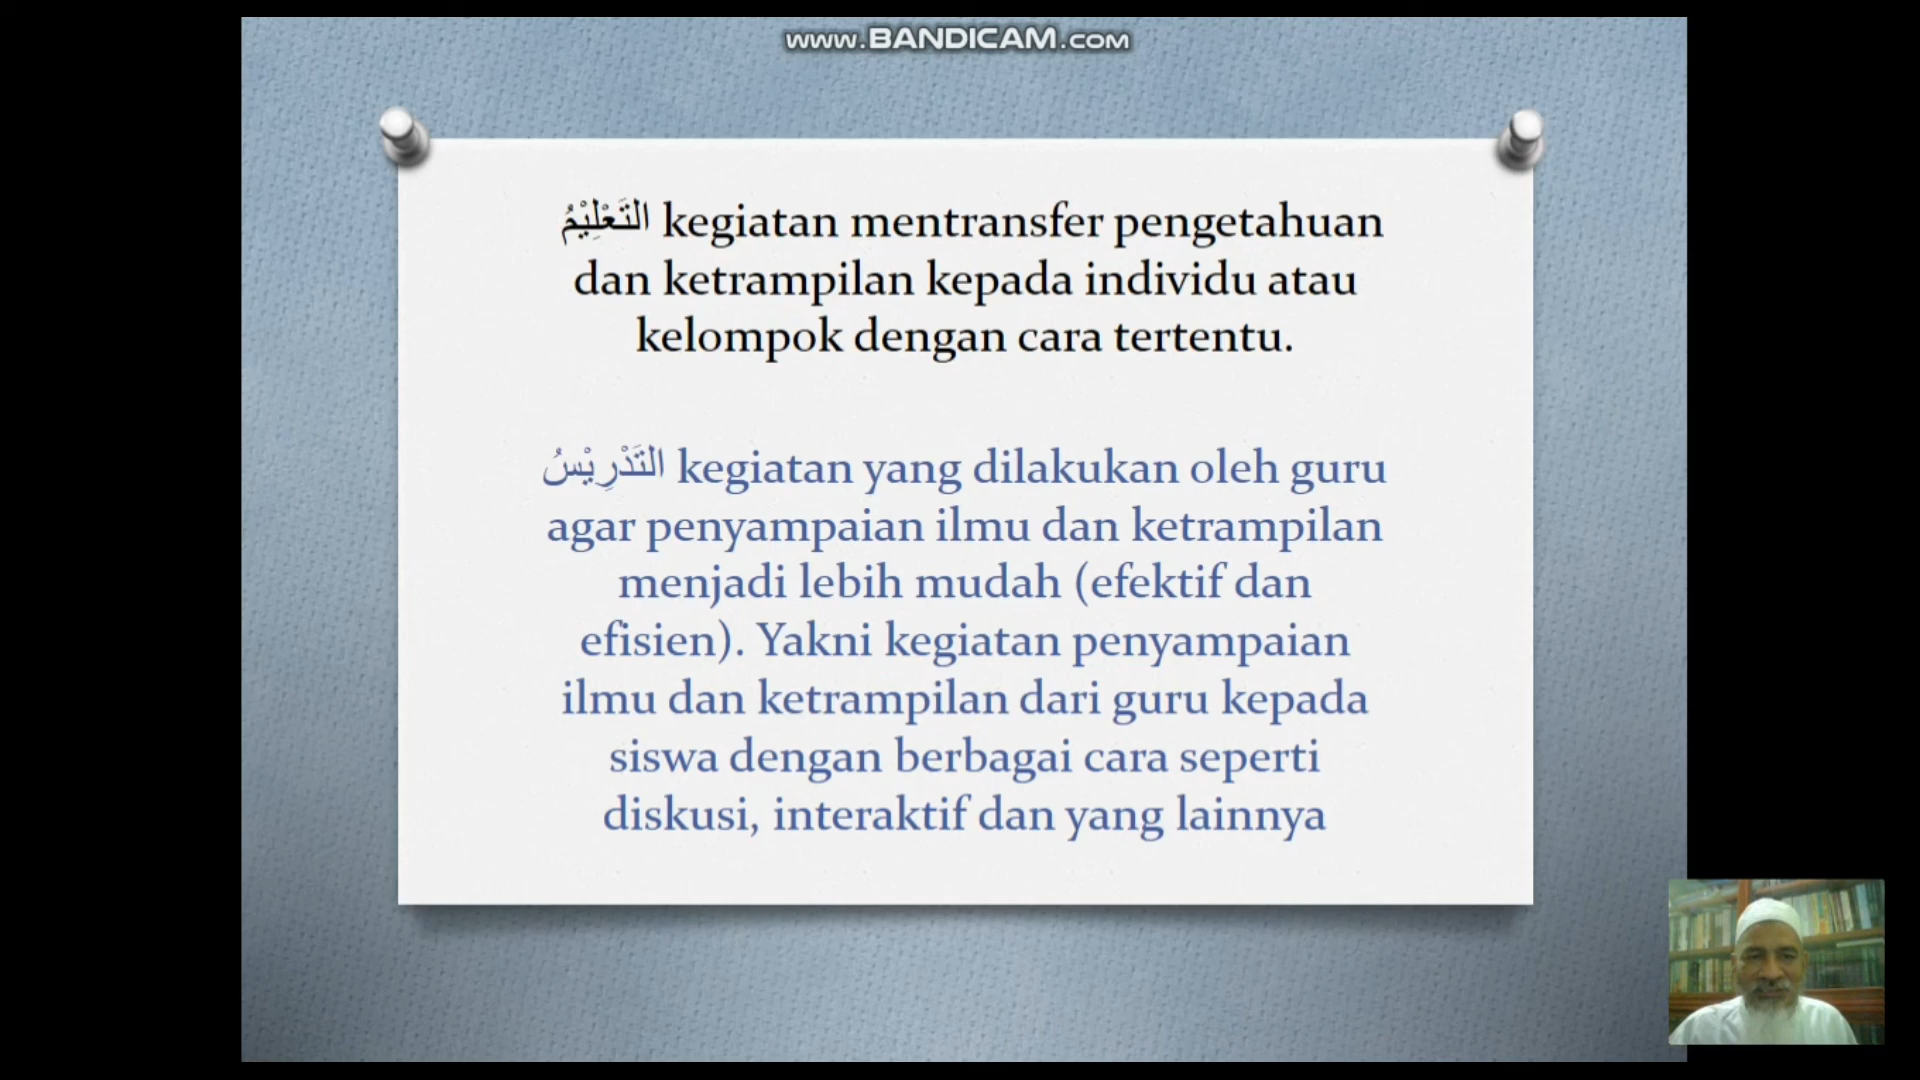 www.BANDICAM.com
التَعْلِيْمُ kegiatan mentransfer pengetahuan
dan ketrampilan kepada individu atau
kelompok dengan cara tertentu.
التَدْرِيْسُ kegiatan yang dilakukan oleh guru
agar penyampaian ilmu dan ketrampilan
menjadi lebih mudah (efektif dan
efisien). Yakni kegiatan penyampaian
ilmu dan ketrampilan dari guru kepada
siswa dengan berbagai cara seperti
diskusi, interaktif dan yang lainnya